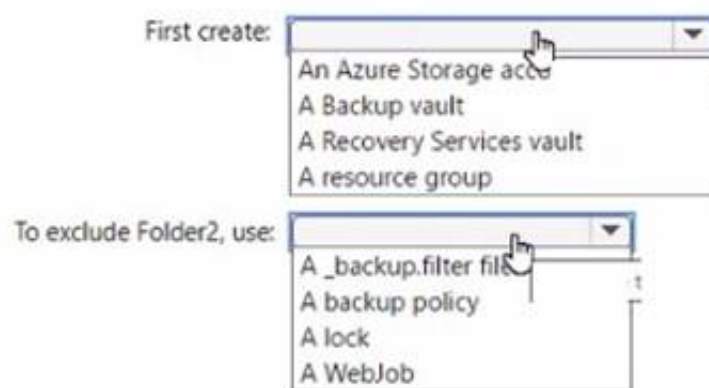 First create:
An Azure Storage
A Backup vault
A Recovery Services vault
A resource group
To exclude Folder2, use:
A _backup.filter file
A backup policy
A lock
A WebJob